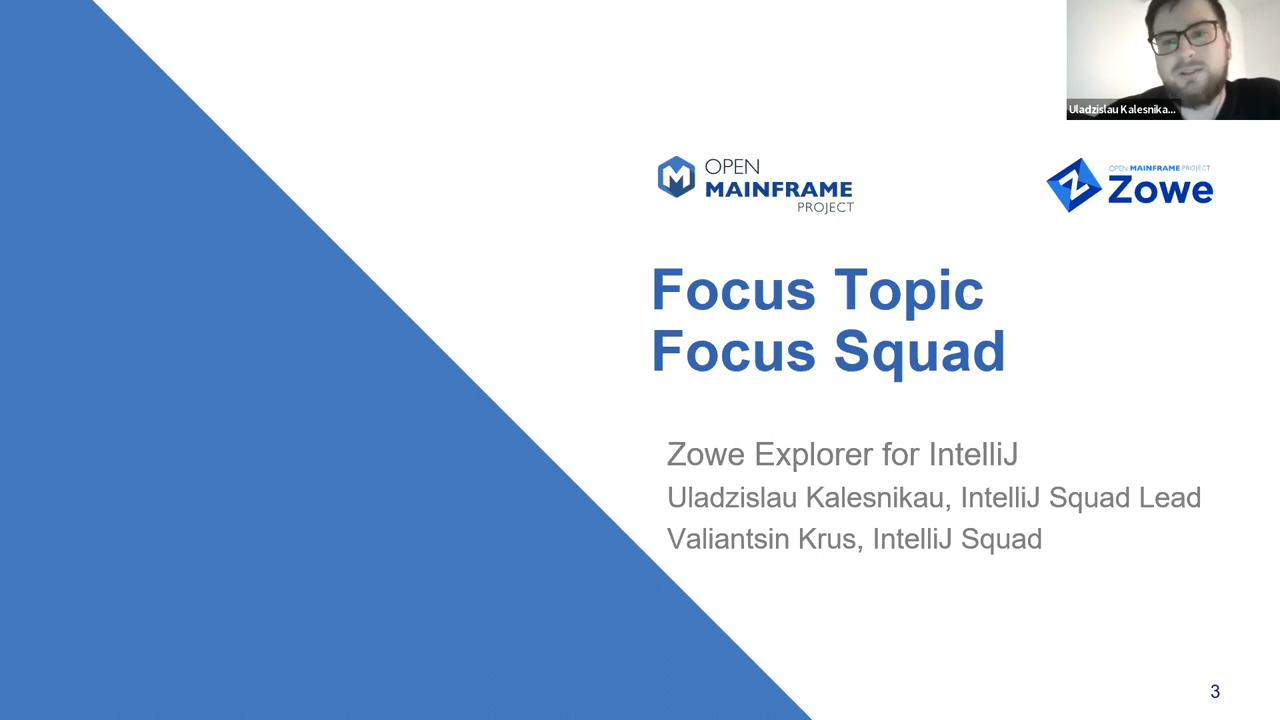 Uladzislau Kalesnika...
OPEN
MAINFRAME
PROJECT
OPEN MAINFRAME PROJECT
Zowe
Focus Topic
Focus Squad
Zowe Explorer for IntelliJ
Uladzislau Kalesnikau, IntelliJ Squad Lead
Valiantsin Krus, IntelliJ Squad
3